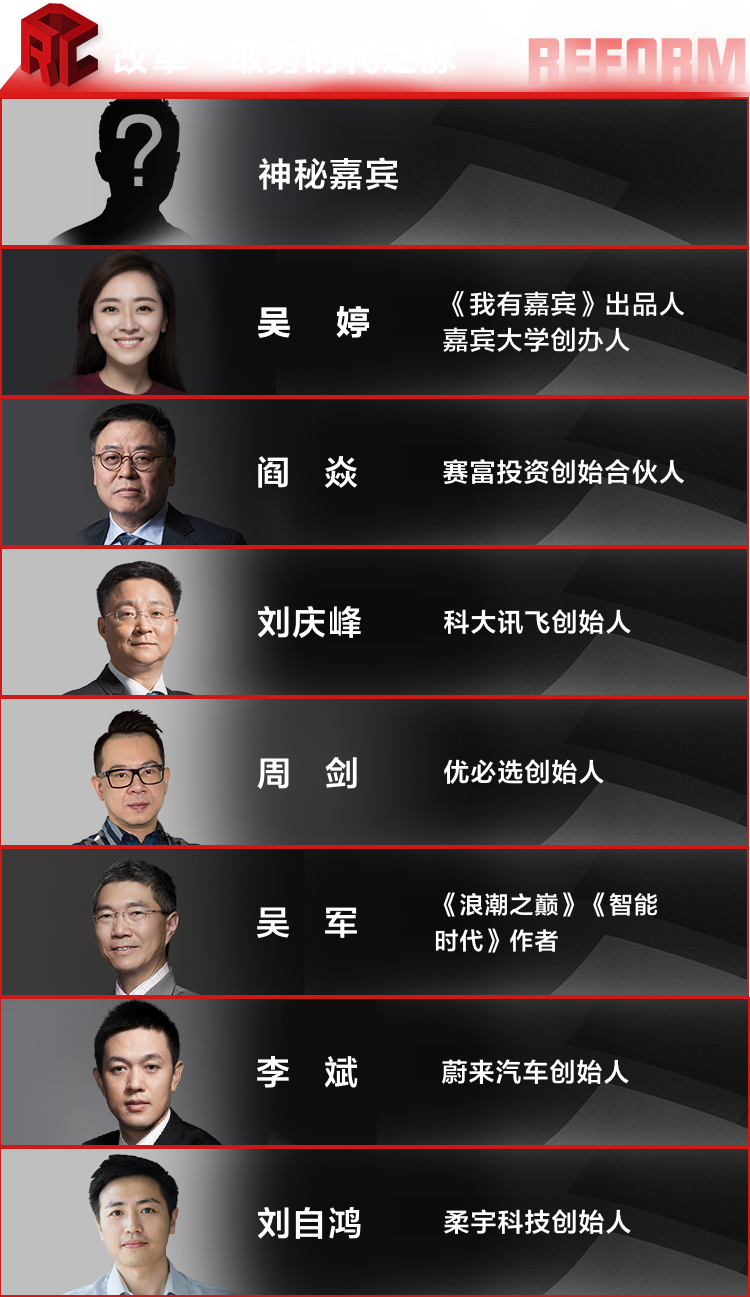 改革 取势时代之脉
REFORM
?
神秘嘉宾
吴 婷
《我有嘉宾》出品人
嘉宾大学创办人
阎 焱
赛富投资创始合伙人
刘庆峰
科大讯飞创始人
周 剑
优必选创始人
吴 军
《浪潮之巅》《智能
时代》作者
李 斌
蔚来汽车创始人
刘自鸿
柔宇科技创始人